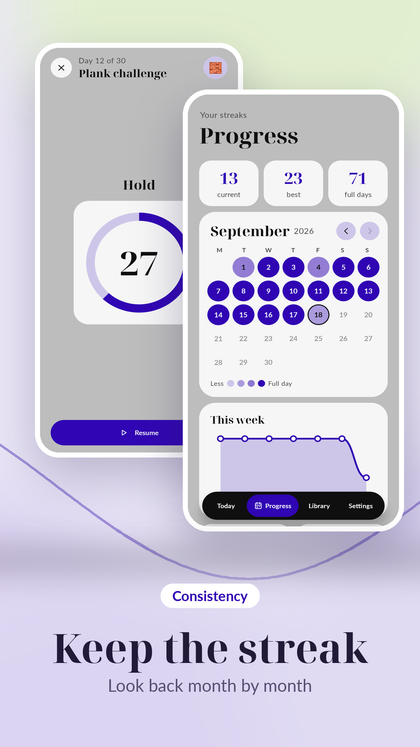 Day 12 of 30
Plank challenge
Hold
27
Resume
Your streaks
Progress
13 23 71
current best full days
September 2026
M T W T F S S
1 2 3 4 5 6
7 8 9 10 11 12 13
14 15 16 17 18 19 20
21 22 23 24 25 26 27
28 29 30
Less Full day
This week
Today Progress Library Settings
Consistency
Keep the streak
Look back month by month